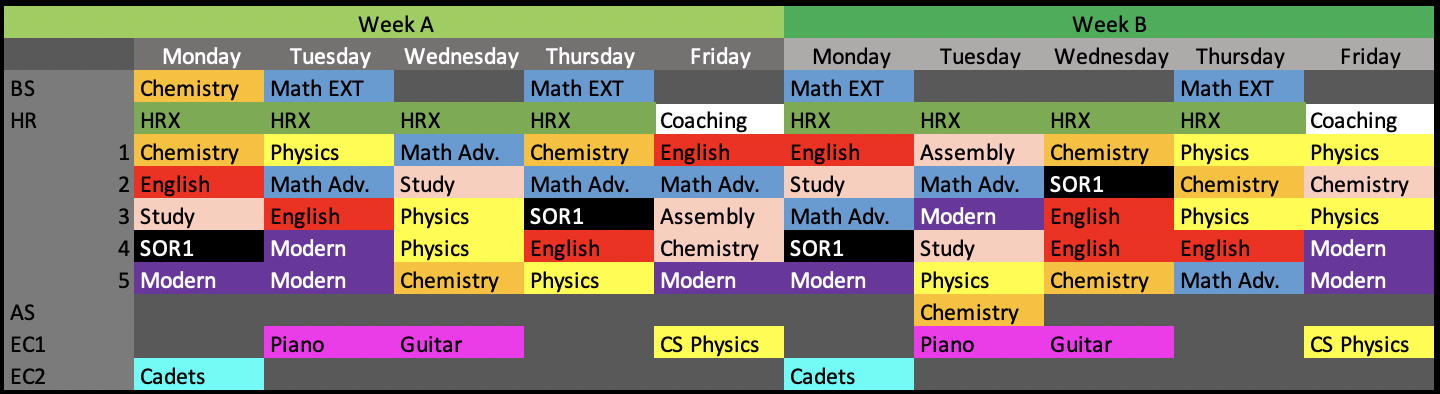 Week A Week B
Monday Tuesday Wednesday Thursday Friday Monday Tuesday Wednesday Thursday Friday
BS Chemistry Math EXT Math EXT Math EXT Math EXT
HR HRX HRX HRX HRX Coaching HRX HRX HRX HRX Coaching
1 Chemistry Physics Math Adv. Chemistry English English Assembly Chemistry Physics Physics
2 English Math Adv. Study Math Adv. Math Adv. Study Math Adv. SOR1 Chemistry Chemistry
3 Study English Physics SOR1 Assembly Math Adv. Modern English Physics Physics
4 SOR1 Modern Physics English Chemistry SOR1 Study English English Modern
5 Modern Modern Chemistry Physics Modern Modern Physics Chemistry Math Adv. Modern
AS Chemistry
EC1 Piano Guitar CS Physics Piano Guitar CS Physics
EC2 Cadets Cadets